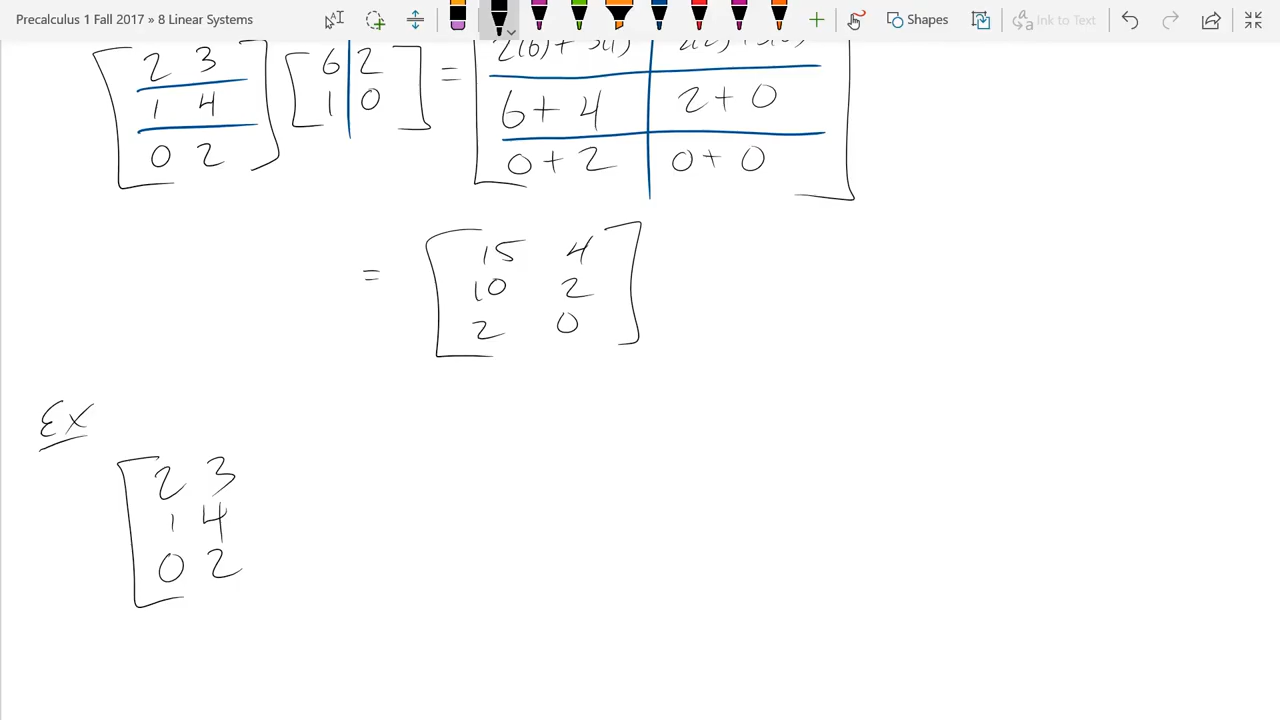 Precalculus 1 Fall 2017 » 8 Linear Systems
Shapes
Ink to Text
2 3
1 4
0 2
6 2
1 0
=
6 + 4 2 + 0
0 + 2 0 + 0
=
15 4
10 2
2 0
Ex
2 3
1 4
0 2